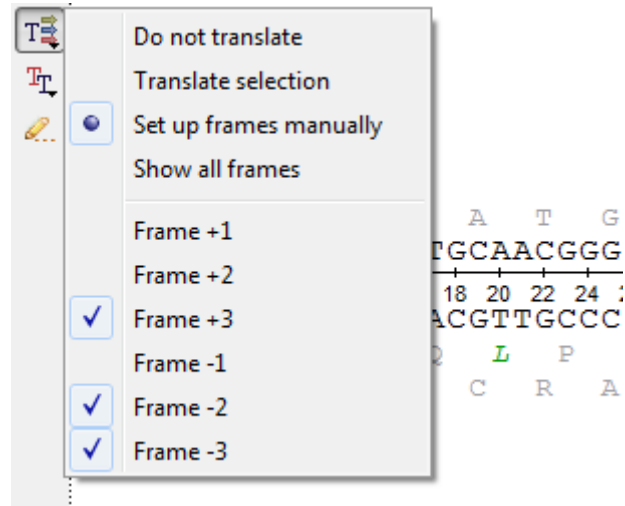 T
TT
Do not translate
Translate selection
Set up frames manually
Show all frames
Frame +1
Frame +2
Frame +3
Frame -1
Frame -2
Frame -3
A T G
TGCAACGGG
18 20 22 24
ACGTTGCCC
Q L P
C R A